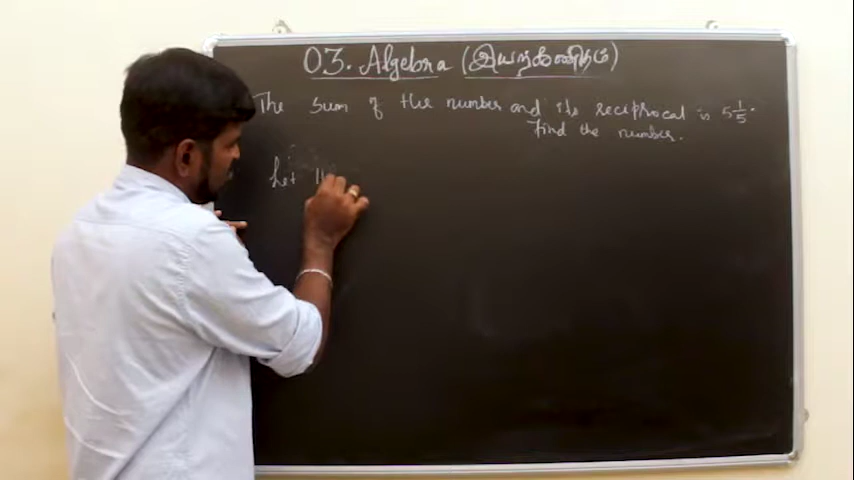 03. Algebra (இயற்கணிதம்)
The sum of the number and its reciprocal is 5 1/5.
Find the number.
Let